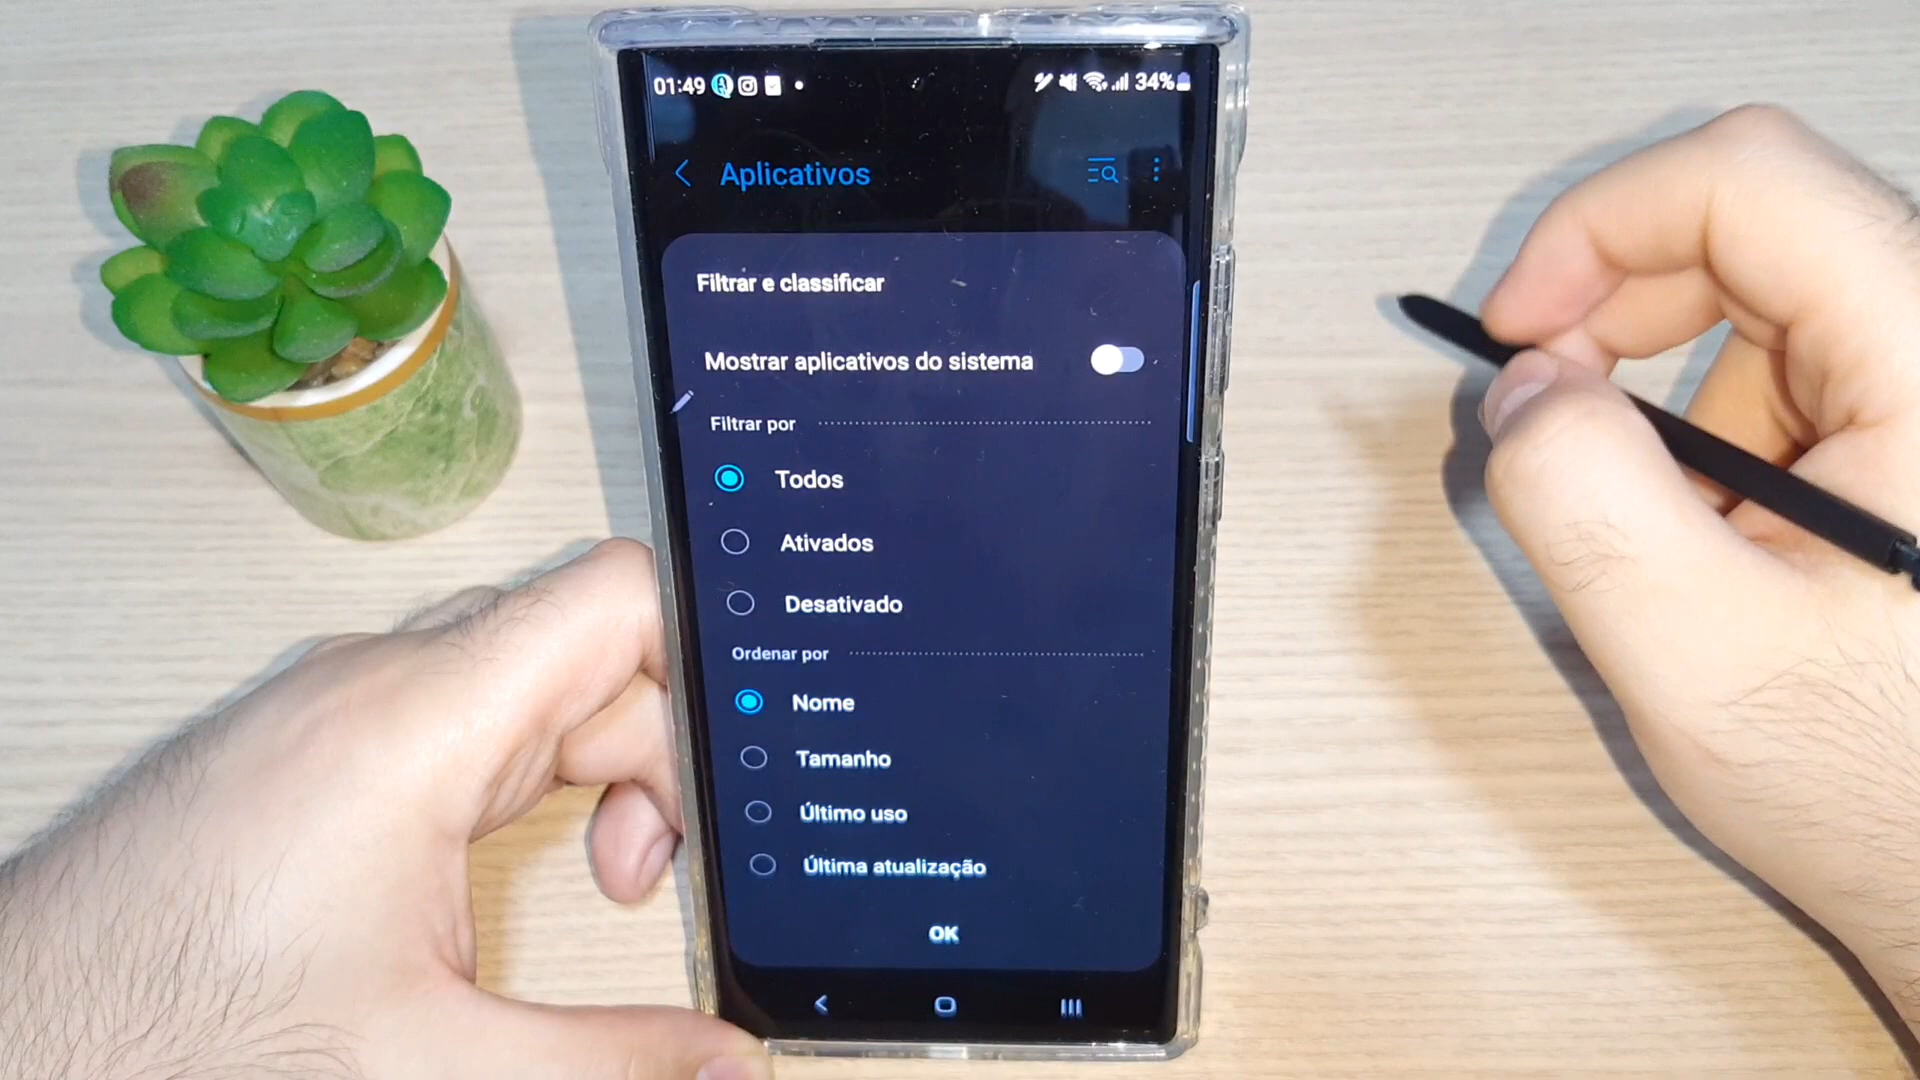 01:49 34%
Aplicativos
Filtrar e classificar
Mostrar aplicativos do sistema
Filtrar por
Todos
Ativados
Desativado
Ordenar por
Nome
Tamanho
Último uso
Última atualização
OK